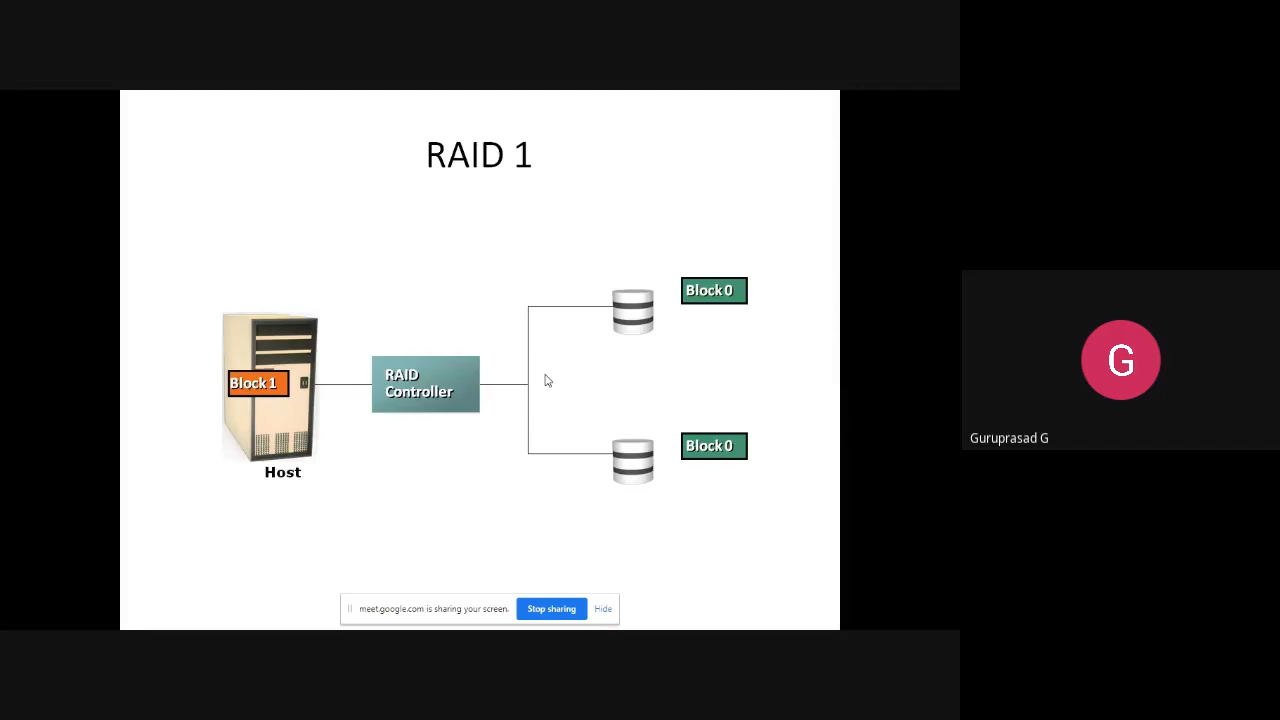 RAID 1
Block 0
Block 1
RAID
Controller
Block 0
Host
meet.google.com is sharing your screen.
Stop sharing
Hide
G
Guruprasad G